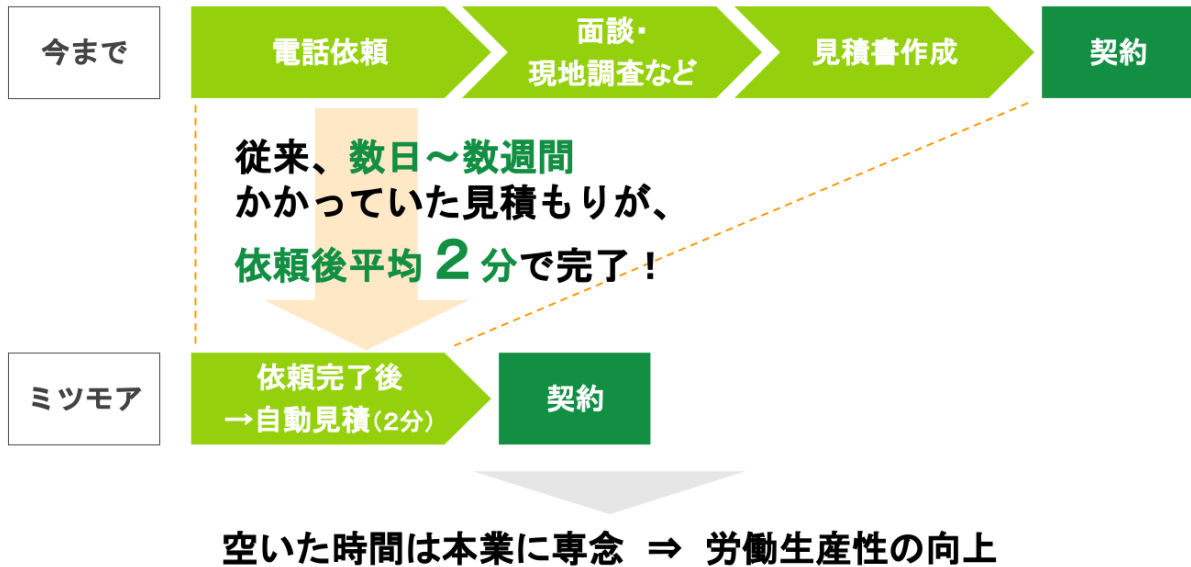 今まで
電話依頼
面談・
現地調査など
見積書作成
契約
従来、数日~数週間
かかっていた見積もりが、
依頼後平均2分で完了!
ミツモア
依頼完了後
→自動見積(2分)
契約
空いた時間は本業に専念 ⇒ 労働生産性の向上